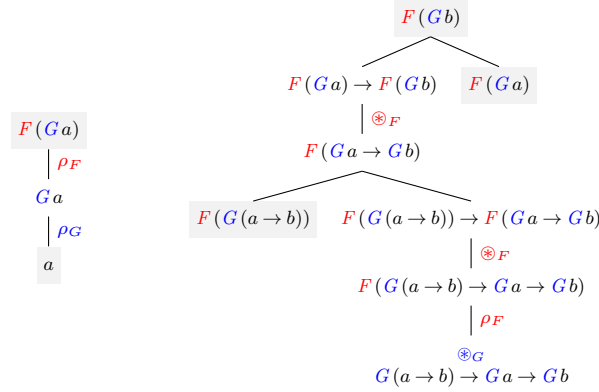 F (G a)
ρ_F
G a
ρ_G
a
F (G b)
F (G a) → F (G b)
F (G a)
⊛_F
F (G a → G b)
F (G (a → b))
F (G (a → b)) → F (G a → G b)
⊛_F
F (G (a → b) → G a → G b)
ρ_F
⊛_G
G (a → b) → G a → G b